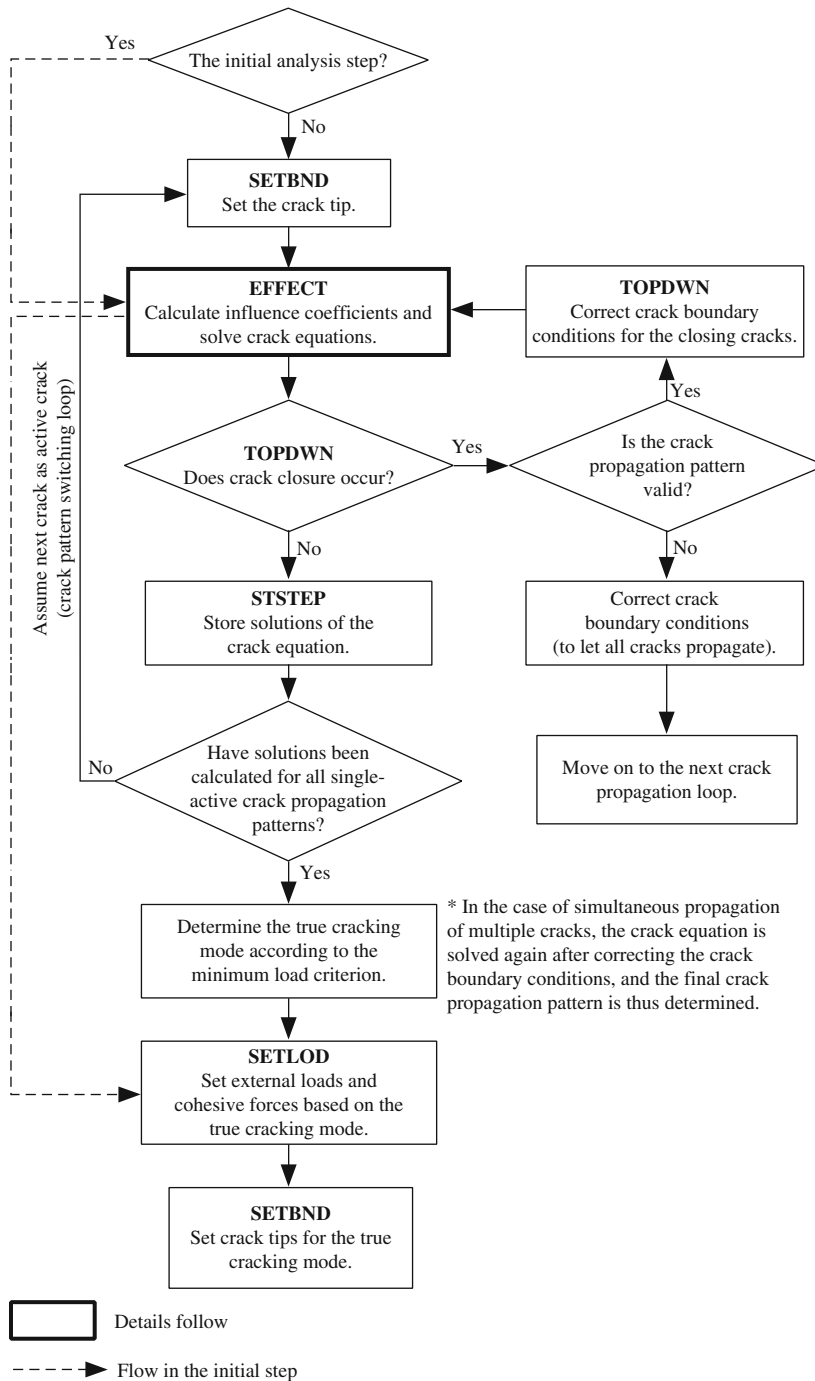 Yes
The initial analysis step?
No
SETBND
Set the crack tip.
EFFECT
Calculate influence coefficients and
solve crack equations.
TOPDWN
Correct crack boundary
conditions for the closing cracks.
Assume next crack as active crack
(crack pattern switching loop)
TOPDWN
Does crack closure occur?
Yes
Yes
Is the crack
propagation pattern
valid?
No
No
STSTEP
Store solutions of the
crack equation.
Correct crack
boundary conditions
(to let all cracks propagate).
No
Have solutions been
calculated for all single-
active crack propagation
patterns?
Move on to the next crack
propagation loop.
Yes
Determine the true cracking
mode according to the
minimum load criterion.
* In the case of simultaneous propagation
of multiple cracks, the crack equation is
solved again after correcting the crack
boundary conditions, and the final crack
propagation pattern is thus determined.
SETLOD
Set external loads and
cohesive forces based on the
true cracking mode.
SETBND
Set crack tips for the true
cracking mode.
Details follow
Flow in the initial step